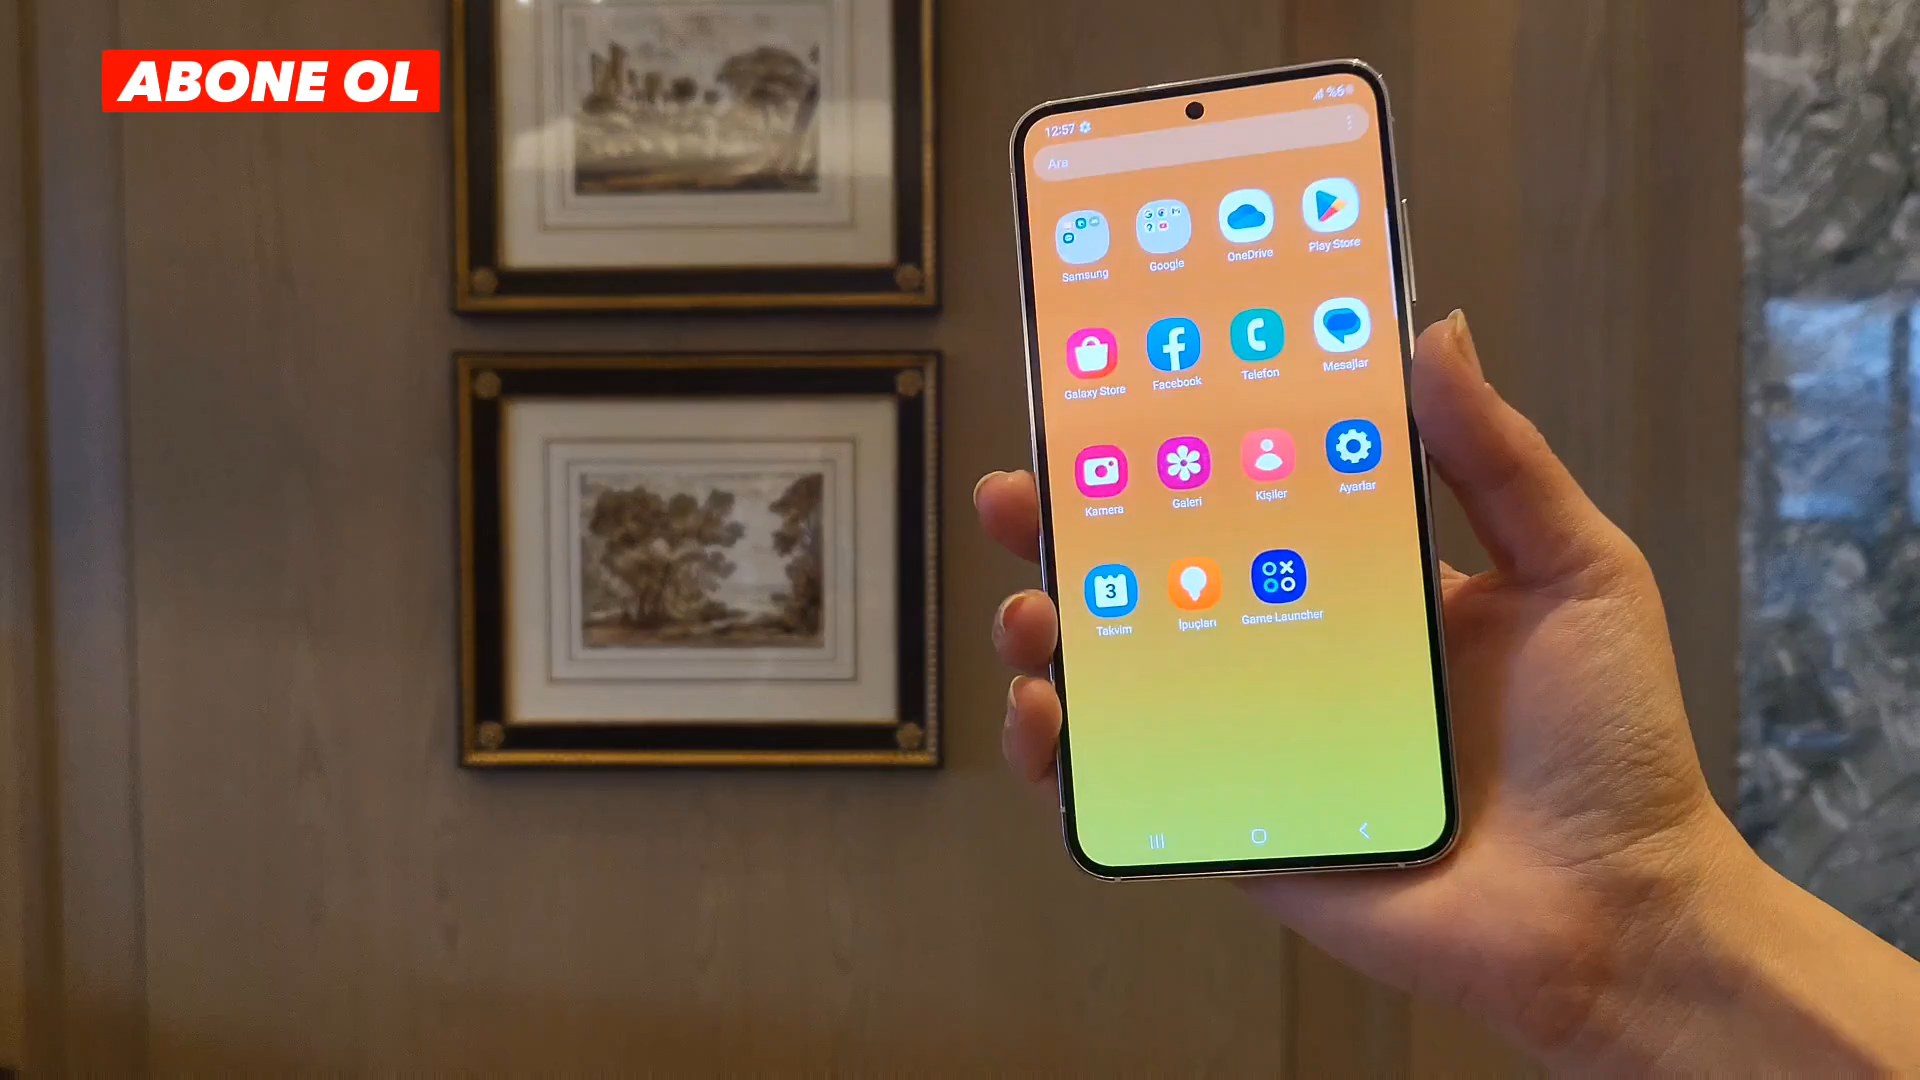 ABONE OL
12:57
Ara
Samsung
Google
OneDrive
Play Store
Galaxy Store
Facebook
Telefon
Mesajlar
Kamera
Galeri
Kişiler
Ayarlar
3
Takvim
İpuçları
Game Launcher